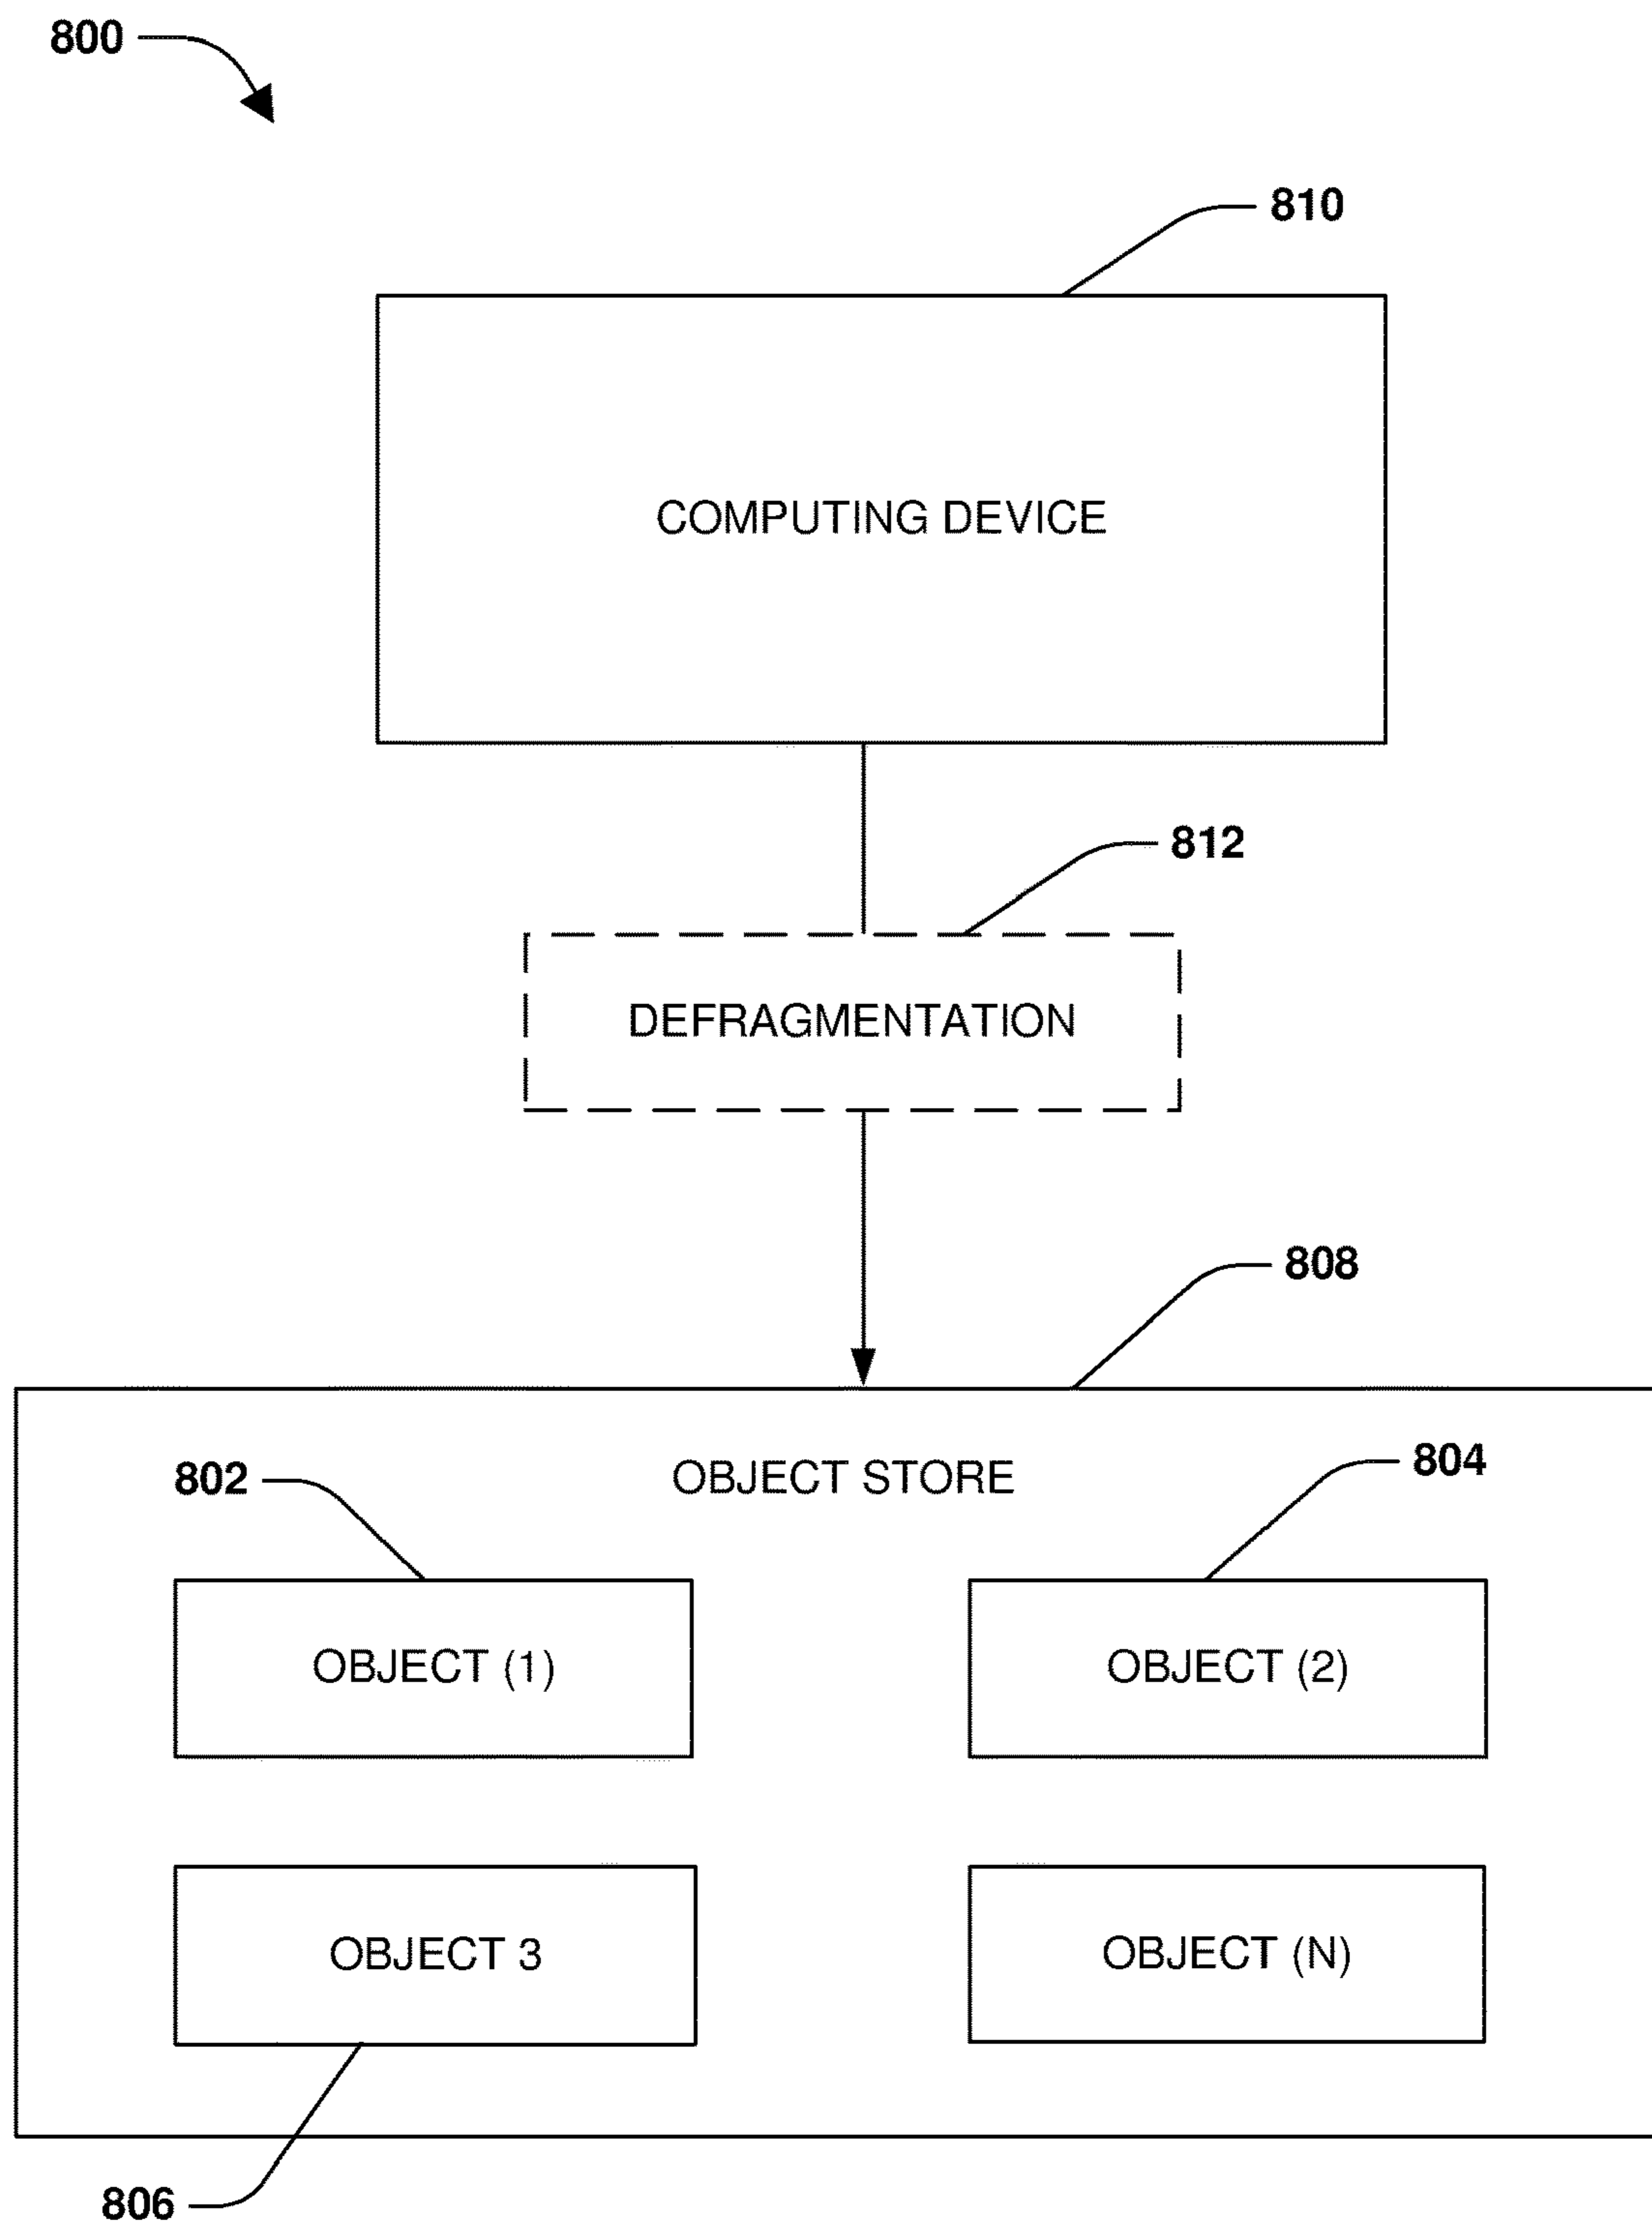 800
810
COMPUTING DEVICE
812
DEFRAGMENTATION
808
OBJECT STORE
802
804
OBJECT (1)
OBJECT (2)
OBJECT 3
OBJECT (N)
806